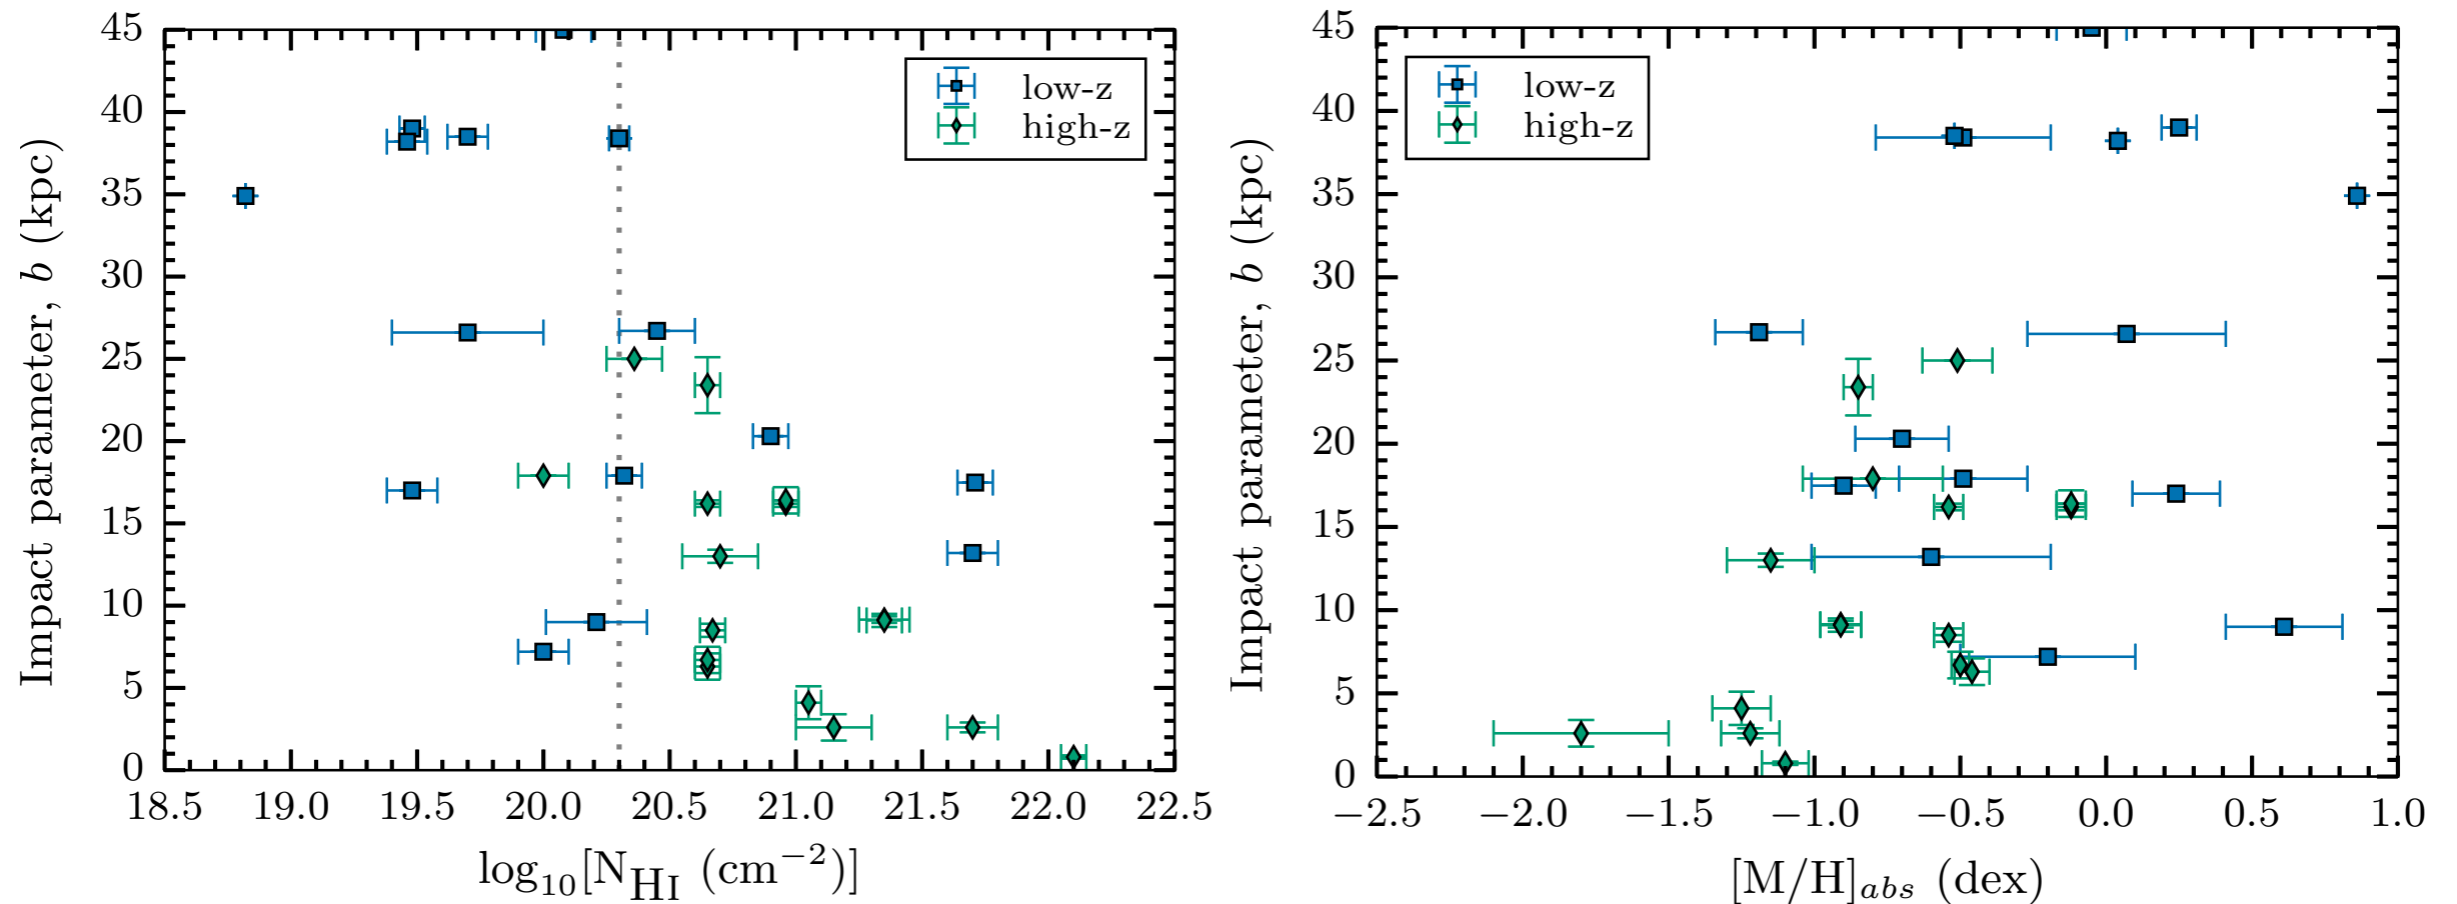 45
40
35
30
25
20
15
10
5
0
Impact parameter, b (kpc)
low-z
high-z
18.5 19.0 19.5 20.0 20.5 21.0 21.5 22.0 22.5
log₁₀[N_HI (cm⁻²)]
45
40
35
30
25
20
15
10
5
0
Impact parameter, b (kpc)
low-z
high-z
−2.5 −2.0 −1.5 −1.0 −0.5 0.0 0.5 1.0
[M/H]_abs (dex)